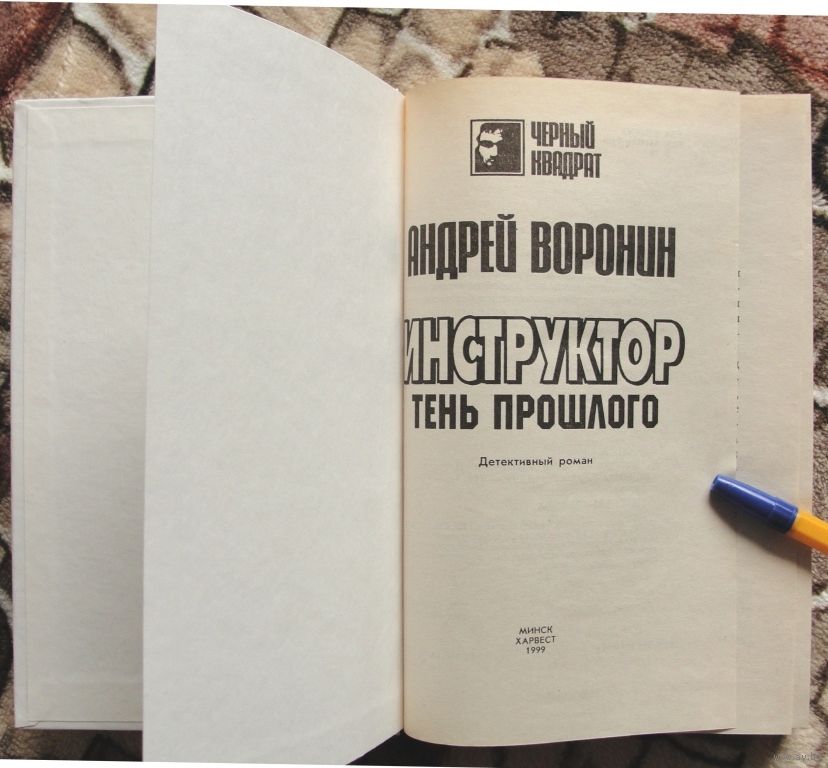 ЧЕРНЫЙ
КВАДРАТ
АНДРЕЙ ВОРОНИН
ИНСТРУКТОР
ТЕНЬ ПРОШЛОГО
Детективный роман
МИНСК
ХАРВЕСТ
1999